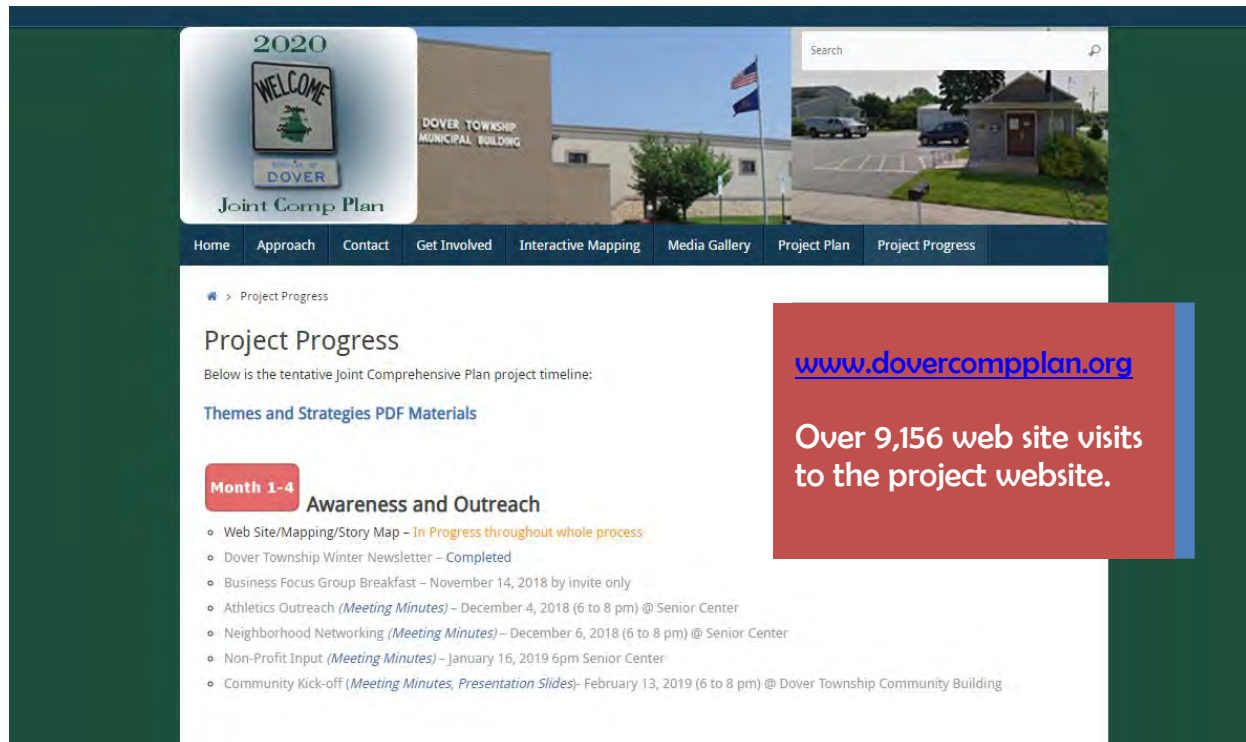 2020
WELCOME
DOVER
Joint Comp Plan
DOVER TOWNSHIP
MUNICIPAL BUILDING
Search
Home Approach Contact Get Involved Interactive Mapping Media Gallery Project Plan Project Progress
> Project Progress
Project Progress
Below is the tentative Joint Comprehensive Plan project timeline:
Themes and Strategies PDF Materials
Month 1-4
Awareness and Outreach
Web Site/Mapping/Story Map – In Progress throughout whole process
Dover Township Winter Newsletter – Completed
Business Focus Group Breakfast – November 14, 2018 by invite only
Athletics Outreach (Meeting Minutes) – December 4, 2018 (6 to 8 pm) @ Senior Center
Neighborhood Networking (Meeting Minutes) – December 6, 2018 (6 to 8 pm) @ Senior Center
Non-Profit Input (Meeting Minutes) – January 16, 2019 6pm Senior Center
Community Kick-off (Meeting Minutes, Presentation Slides)- February 13, 2019 (6 to 8 pm) @ Dover Township Community Building
www.dovercompplan.org
Over 9,156 web site visits
to the project website.